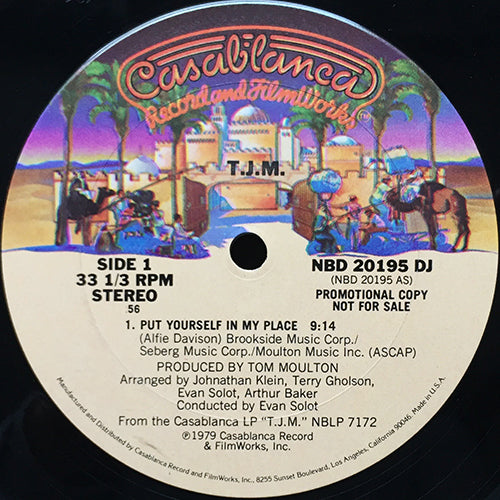 Casablanca
Record and FilmWorks
T.J.M.
SIDE 1
33 1/3 RPM
STEREO
56
NBD 20195 DJ
(NBD 20195 AS)
PROMOTIONAL COPY
NOT FOR SALE
1. PUT YOURSELF IN MY PLACE 9:14
(Alfie Davison) Brookside Music Corp./
Seberg Music Corp./Moulton Music Inc. (ASCAP)
PRODUCED BY TOM MOULTON
Arranged by Johnathan Klein, Terry Gholson,
Evan Solot, Arthur Baker
Conducted by Evan Solot
From the Casablanca LP "T.J.M." NBLP 7172
℗1979 Casablanca Record
& FilmWorks, Inc.
Manufactured and Distributed by Casablanca Record and FilmWorks, Inc., 8255 Sunset Boulevard, Los Angeles, California 90046. Made in U.S.A.